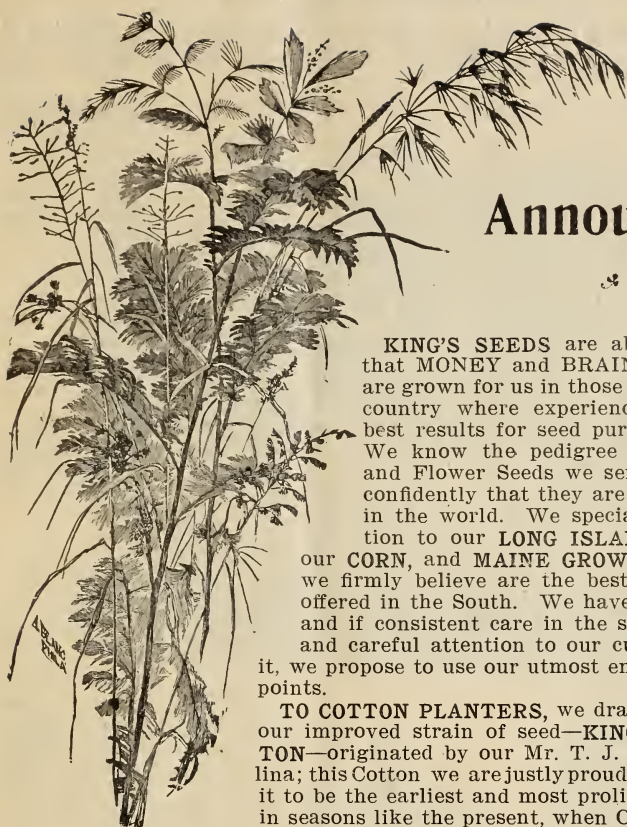 Annou
KING'S SEEDS are al
that MONEY and BRAIN
are grown for us in those
country where experienc
best results for seed pur
We know the pedigree
and Flower Seeds we se
confidently that they are
in the world. We specia
tion to our LONG ISLA
our CORN, and MAINE GROW
we firmly believe are the best
offered in the South. We have
and if consistent care in the s
and careful attention to our cu
it, we propose to use our utmost en
points.
TO COTTON PLANTERS, we dra
our improved strain of seed—KING
TON—originated by our Mr. T. J.
lina; this Cotton we are justly proud
it to be the earliest and most proli
in seasons like the present, when C
A. BLANC
PHILA